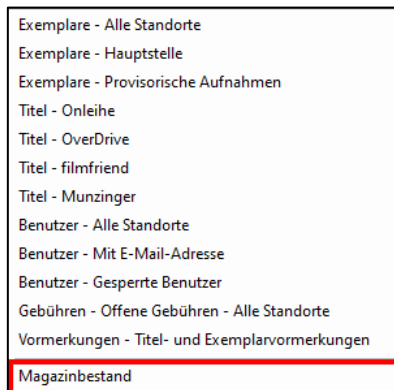 Exemplare - Alle Standorte
Exemplare - Hauptstelle
Exemplare - Provisorische Aufnahmen
Titel - Onleihe
Titel - OverDrive
Titel - filmfriend
Titel - Munzinger
Benutzer - Alle Standorte
Benutzer - Mit E-Mail-Adresse
Benutzer - Gesperrte Benutzer
Gebühren - Offene Gebühren - Alle Standorte
Vormerkungen - Titel- und Exemplarvormerkungen
Magazinbestand